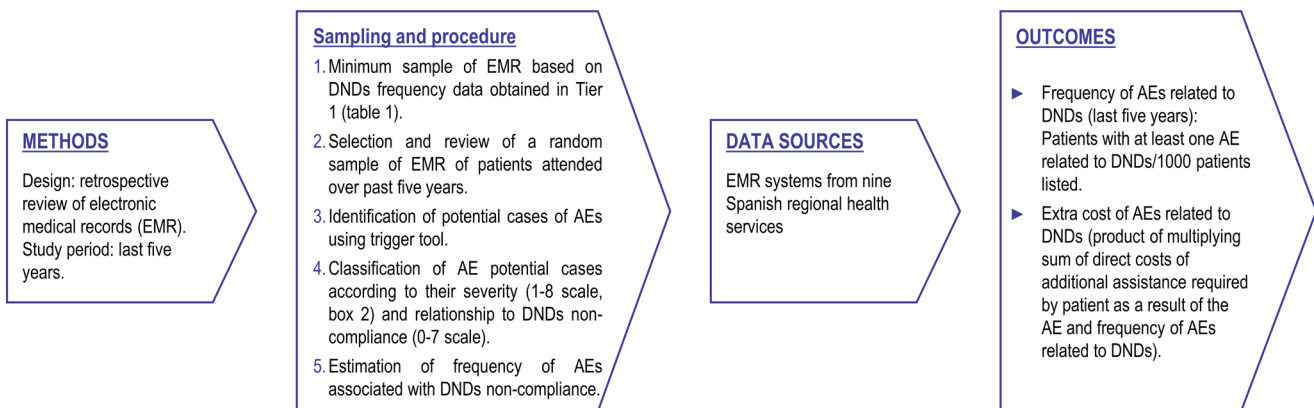 METHODS
Design: retrospective
review of electronic
medical records (EMR).
Study period: last five
years.
Sampling and procedure
1. Minimum sample of EMR based on
DNDs frequency data obtained in Tier
1 (table 1).
2. Selection and review of a random
sample of EMR of patients attended
over past five years.
3. Identification of potential cases of AEs
using trigger tool.
4. Classification of AE potential cases
according to their severity (1-8 scale,
box 2) and relationship to DNDs non-
compliance (0-7 scale).
5. Estimation of frequency of AEs
associated with DNDs non-compliance.
DATA SOURCES
EMR systems from nine
Spanish regional health
services
OUTCOMES
► Frequency of AEs related to
DNDs (last five years):
Patients with at least one AE
related to DNDs/1000 patients
listed.
► Extra cost of AEs related to
DNDs (product of multiplying
sum of direct costs of
additional assistance required
by patient as a result of the
AE and frequency of AEs
related to DNDs).